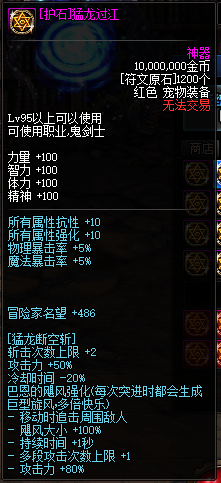 [护石]猛龙过江
神器
10,000,000金币
[符文原石]1200个
红色 宠物装备
无法交易
Lv95以上可以使用
可使用职业,鬼剑士
商店
力量 +100
智力 +100
体力 +100
精神 +100
所有属性抗性 +10
所有属性强化 +10
物理暴击率 +5%
魔法暴击率 +5%
冒险家名望 +486
[猛龙断空斩]
斩击次数上限 +2
攻击力 +50%
冷却时间 -20%
巴恩的飓风强化(每次突进时都会生成
巨型旋风,多倍快乐)
- 移动时追击周围敌人
- 飓风大小 +100%
- 持续时间 +1秒
- 多段攻击次数上限 +1
- 攻击力 +80%